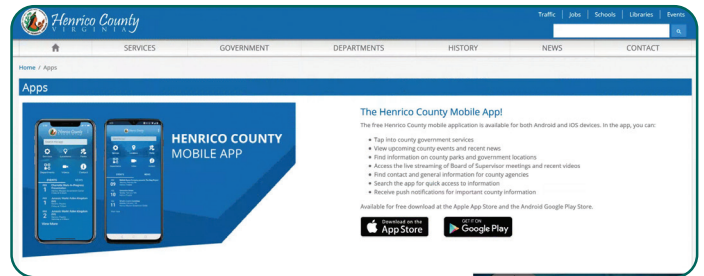 Henrico County
VIRGINIA
Traffic | Jobs | Schools | Libraries | Events
SERVICES GOVERNMENT DEPARTMENTS HISTORY NEWS CONTACT
Home / Apps
Apps
HENRICO COUNTY
MOBILE APP
The Henrico County Mobile App!
The free Henrico County mobile application is available for both Android and iOS devices. In the app, you can:
• Tap into county government services
• View upcoming county events and recent news
• Find information on county parks and government locations
• Access the live streaming of Board of Supervisor meetings and recent videos
• Find contact and general information for county agencies
• Search the app for quick access to information
• Receive push notifications for important county information
Available for free download at the Apple App Store and the Android Google Play Store.
Download on the
App Store
GET IT ON
Google Play